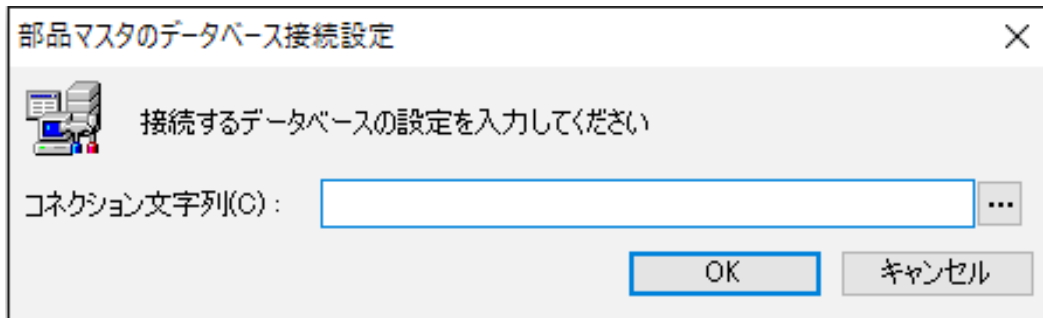 部品マスタのデータベース接続設定
接続するデータベースの設定を入力してください
コネクション文字列(C) :
...
OK
キャンセル